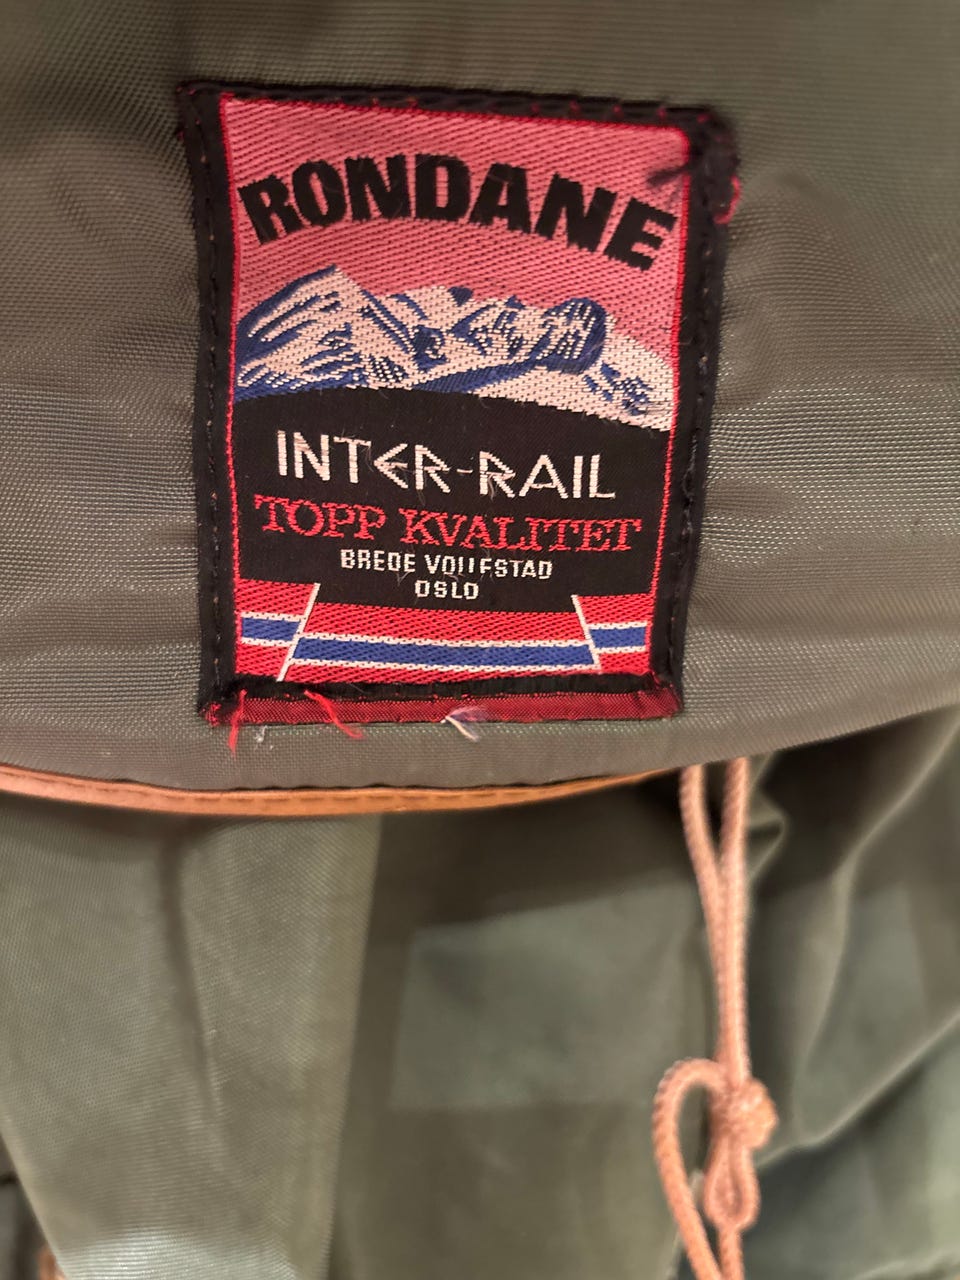 RONDANE
INTER-RAIL
TOPP KVALITET
BREDE VOLLESTAD
OSLO